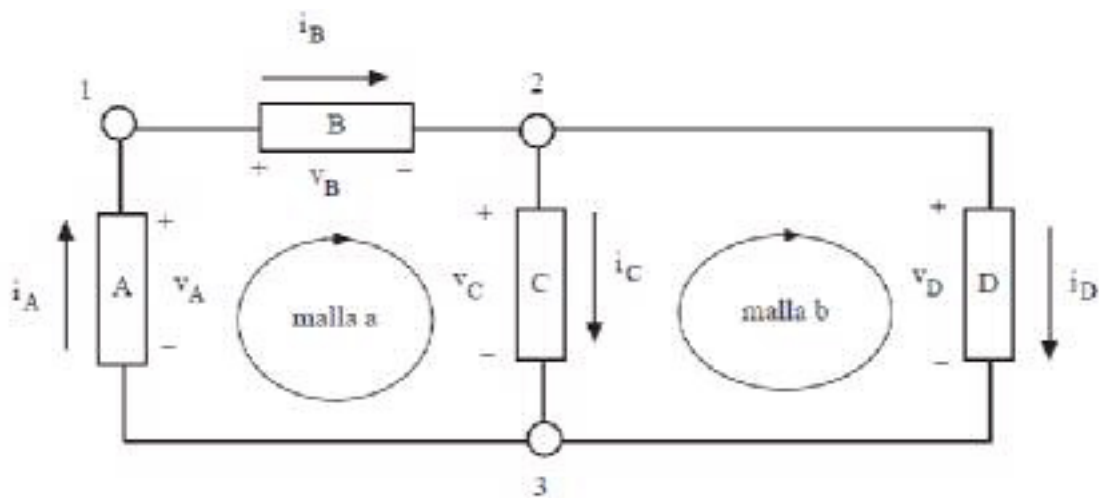 i_B
1
2
B
+ v_B −
i_A
A
+
v_A
−
malla a
+
v_C
−
C
i_C
malla b
+
v_D
−
D
i_D
3